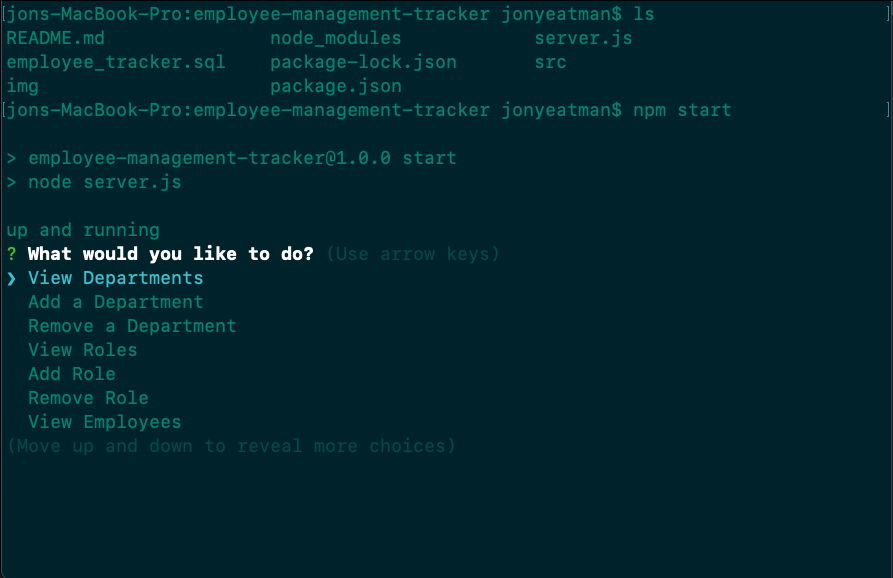 [jons-MacBook-Pro:employee-management-tracker jonyeatman$ ls ]
README.md node_modules server.js
employee_tracker.sql package-lock.json src
img package.json
[jons-MacBook-Pro:employee-management-tracker jonyeatman$ npm start ]
> employee-management-tracker@1.0.0 start
> node server.js
up and running
? What would you like to do? (Use arrow keys)
❯ View Departments
Add a Department
Remove a Department
View Roles
Add Role
Remove Role
View Employees
(Move up and down to reveal more choices)